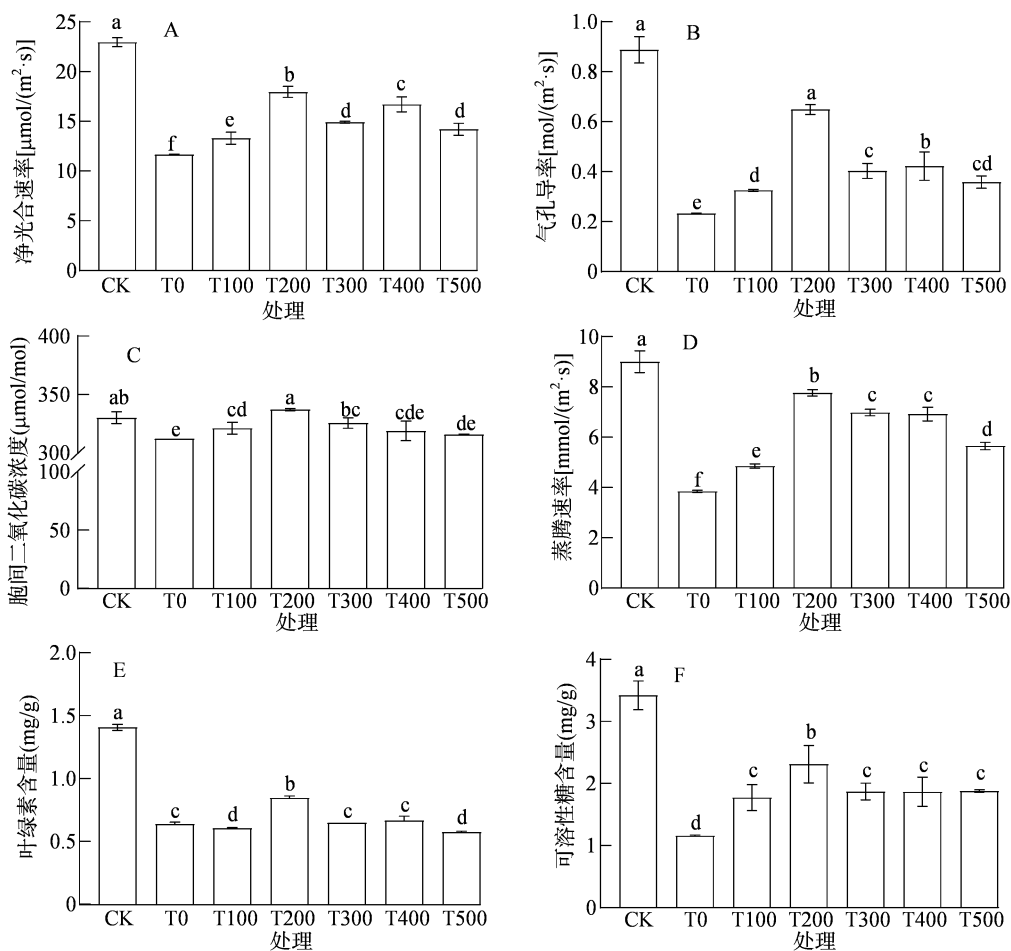 A
净光合速率[μmol/(m²·s)]
25
20
15
10
5
0
a
f
e
b
d
c
d
CK T0 T100 T200 T300 T400 T500
处理
B
气孔导率[mol/(m²·s)]
1.0
0.8
0.6
0.4
0.2
0
a
e
d
a
c
b
cd
CK T0 T100 T200 T300 T400 T500
处理
C
胞间二氧化碳浓度(μmol/mol)
400
350
300
100
50
0
ab
e
cd
a
bc
cde
de
CK T0 T100 T200 T300 T400 T500
处理
D
蒸腾速率[mmol/(m²·s)]
10
8
6
4
2
0
a
f
e
b
c
c
d
CK T0 T100 T200 T300 T400 T500
处理
E
叶绿素含量(mg/g)
2.0
1.5
1.0
0.5
0
a
c
d
b
c
c
d
CK T0 T100 T200 T300 T400 T500
处理
F
可溶性糖含量(mg/g)
4
3
2
1
0
a
d
c
b
c
c
c
CK T0 T100 T200 T300 T400 T500
处理